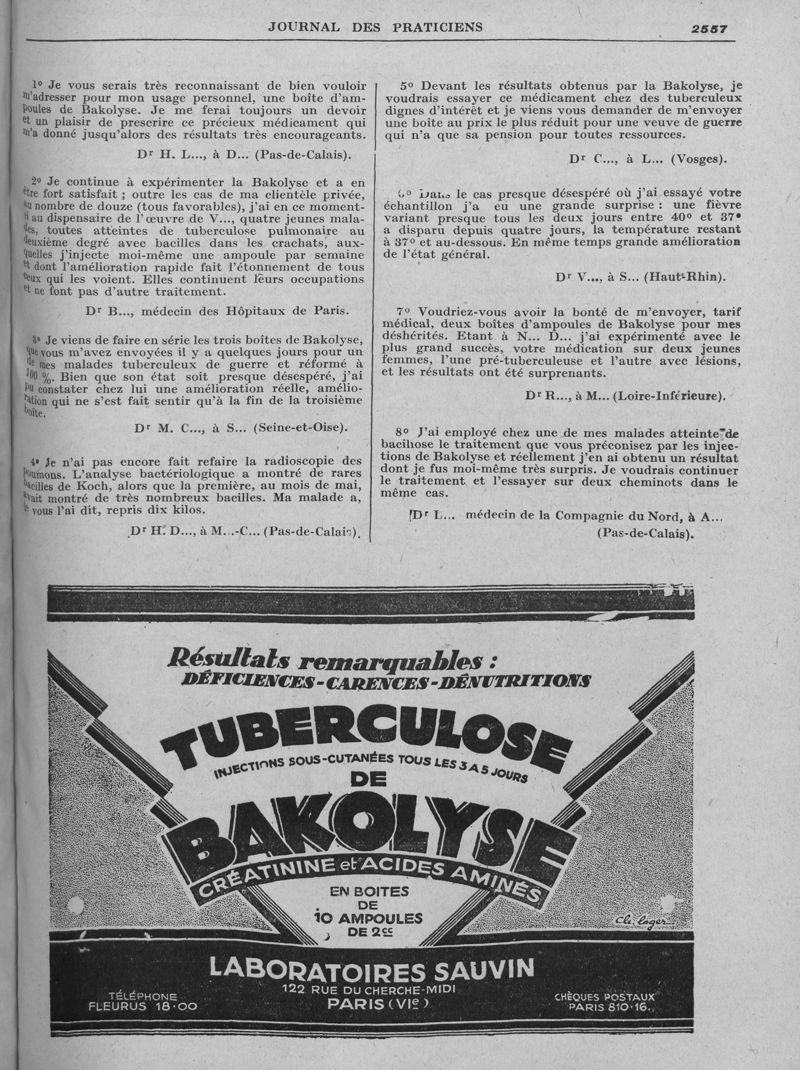 JOURNAL DES PRATICIENS
2557
1º Je vous serais très reconnaissant de bien vouloir
m'adresser pour mon usage personnel, une boîte d'am-
poules de Bakolyse. Je me ferai toujours un devoir
et un plaisir de prescrire ce précieux médicament qui
m'a donné jusqu'alors des résultats très encourageants.
Dr H. L..., à D... (Pas-de-Calais).
2º Je continue à expérimenter la Bakolyse et a en
être fort satisfait ; outre les cas de ma clientèle privée,
au nombre de douze (tous favorables), j'ai en ce moment-
ci au dispensaire de l'œuvre de V..., quatre jeunes mala-
des, toutes atteintes de tuberculose pulmonaire au
deuxième degré avec bacilles dans les crachats, aux-
quelles j'injecte moi-même une ampoule par semaine
et dont l'amélioration rapide fait l'étonnement de tous
ceux qui les voient. Elles continuent leurs occupations
et ne font pas d'autre traitement.
Dr B..., médecin des Hôpitaux de Paris.
3º Je viens de faire en série les trois boîtes de Bakolyse,
que vous m'avez envoyées il y a quelques jours pour un
de mes malades tuberculeux de guerre et réformé à
100 %. Bien que son état soit presque désespéré, j'ai
pu constater chez lui une amélioration réelle, amélio-
ration qui ne s'est fait sentir qu'à la fin de la troisième
boîte.
Dr M. C..., à S... (Seine-et-Oise).
4º Je n'ai pas encore fait refaire la radioscopie des
poumons. L'analyse bactériologique a montré de rares
bacilles de Koch, alors que la première, au mois de mai,
avait montré de très nombreux bacilles. Ma malade a,
je vous l'ai dit, repris dix kilos.
Dr H. D..., à M...-C... (Pas-de-Calais).
5º Devant les résultats obtenus par la Bakolyse, je
voudrais essayer ce médicament chez des tuberculeux
dignes d'intérêt et je viens vous demander de m'envoyer
une boîte au prix le plus réduit pour une veuve de guerre
qui n'a que sa pension pour toutes ressources.
Dr C..., à L... (Vosges).
6º Dans le cas presque désespéré où j'ai essayé votre
échantillon j'a eu une grande surprise : une fièvre
variant presque tous les deux jours entre 40º et 37º
a disparu depuis quatre jours, la température restant
à 37º et au-dessous. En même temps grande amélioration
de l'état général.
Dr V..., à S... (Haut-Rhin).
7º Voudriez-vous avoir la bonté de m'envoyer, tarif
médical, deux boîtes d'ampoules de Bakolyse pour mes
déshérités. Etant à N... D... j'ai expérimenté avec le
plus grand succès, votre médication sur deux jeunes
femmes, l'une pré-tuberculeuse et l'autre avec lésions,
et les résultats ont été surprenants.
Dr R..., à M... (Loire-Inférieure).
8º J'ai employé chez une de mes malades atteinte de
bacillose le traitement que vous préconisez par les injec-
tions de Bakolyse et réellement j'en ai obtenu un résultat
dont je fus moi-même très surpris. Je voudrais continuer
le traitement et l'essayer sur deux cheminots dans le
même cas.
Dr L... médecin de la Compagnie du Nord, à A...
(Pas-de-Calais).
Résultats remarquables :
DÉFICIENCES - CARENCES - DÉNUTRITIONS
TUBERCULOSE
INJECTIONS SOUS-CUTANÉES TOUS LES 3 A 5 JOURS
DE
BAKOLYSE
CRÉATININE et ACIDES AMINÉS
EN BOITES
DE
10 AMPOULES
DE 2cc
Ch. Loger
LABORATOIRES SAUVIN
122 RUE DU CHERCHE-MIDI
PARIS (VIe)
TÉLÉPHONE
FLEURUS 18·00
CHÈQUES POSTAUX
PARIS 810-16.